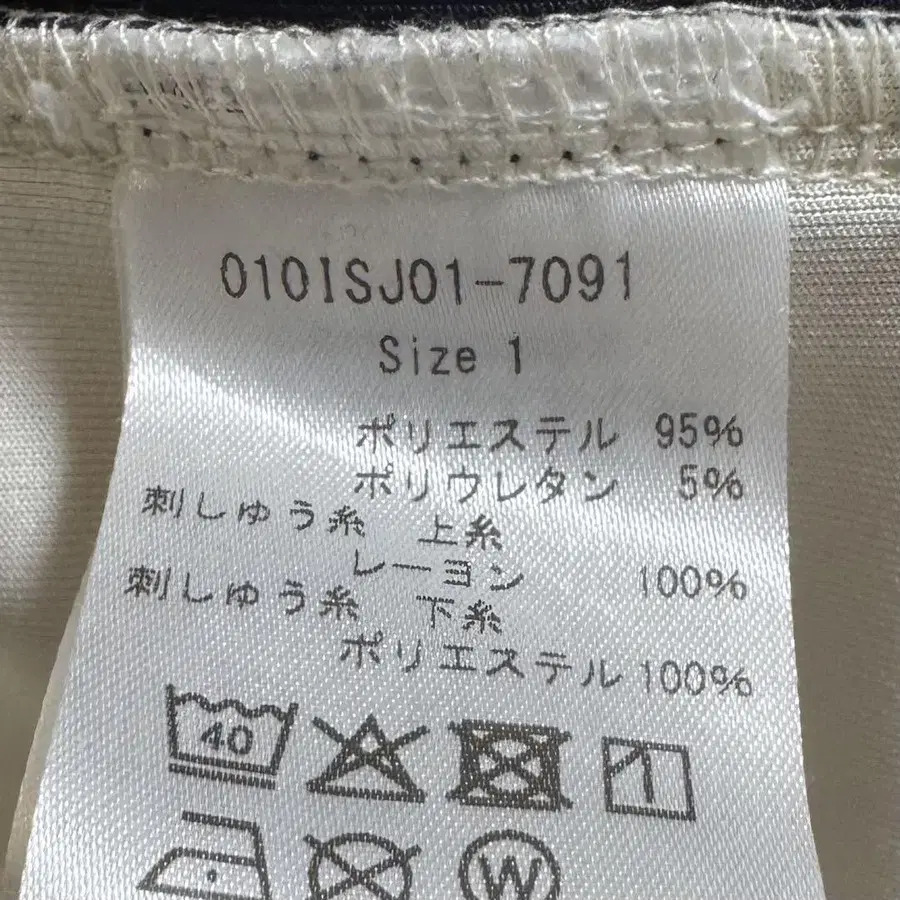 010ISJ01-7091
Size 1
ポリエステル 95%
ポリウレタン 5%
刺しゅう糸 上糸
レーヨン 100%
刺しゅう糸 下糸
ポリエステル 100%
40
W